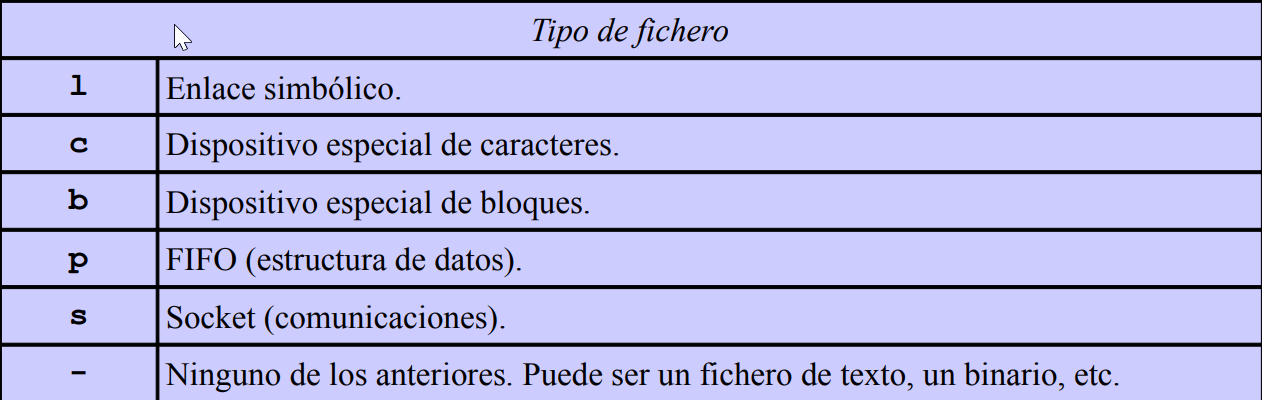 Tipo de fichero
l Enlace simbólico.
c Dispositivo especial de caracteres.
b Dispositivo especial de bloques.
p FIFO (estructura de datos).
s Socket (comunicaciones).
- Ninguno de los anteriores. Puede ser un fichero de texto, un binario, etc.